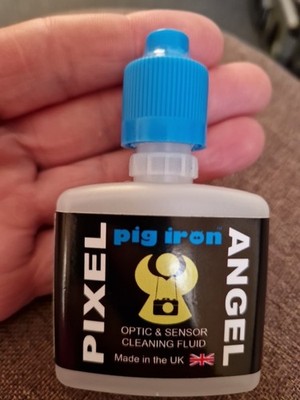 PIXEL
pig iron
ANGEL
OPTIC & SENSOR
CLEANING FLUID
Made in the UK